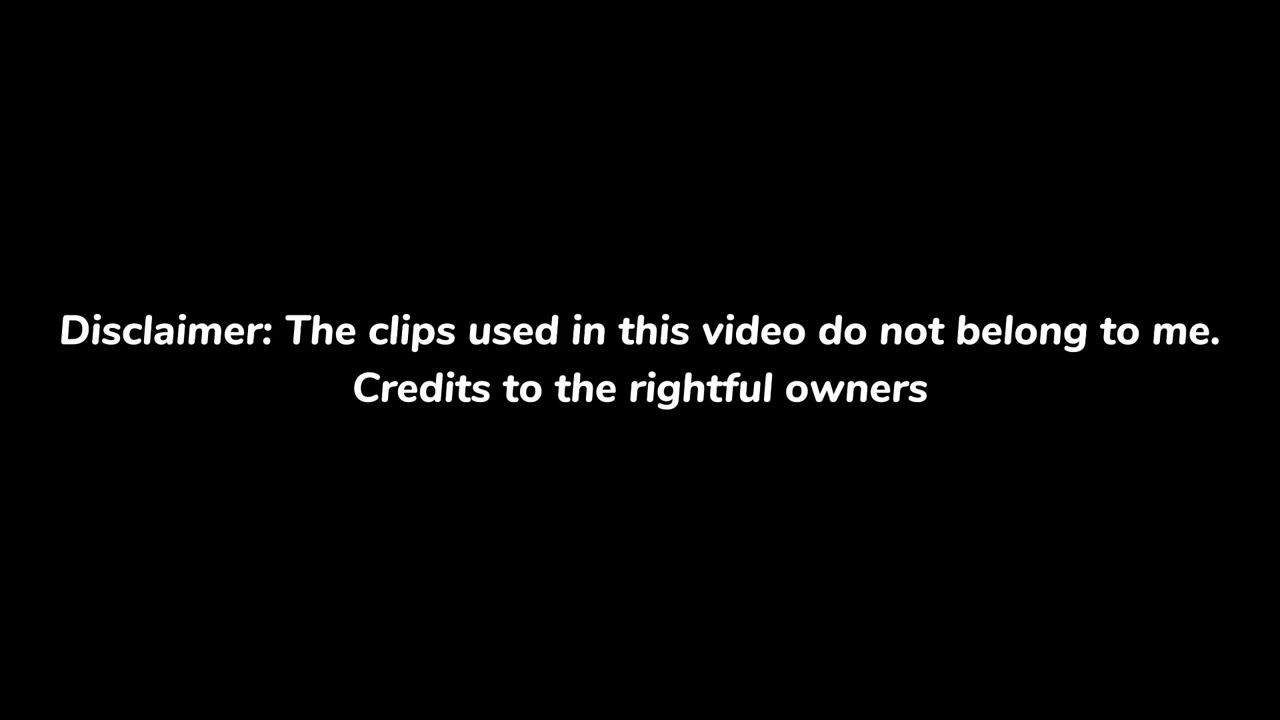 Disclaimer: The clips used in this video do not belong to me.
Credits to the rightful owners